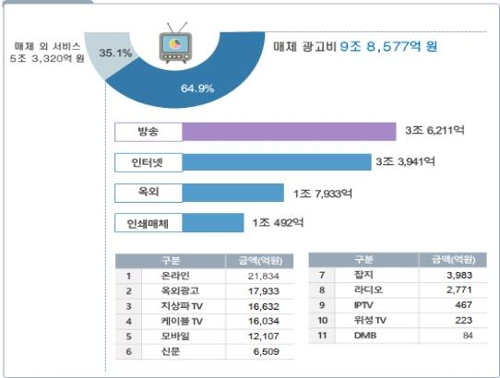 매체 외 서비스
5조 3,320억 원
35.1%
64.9%
매체 광고비 9조 8,577억 원
방송 3조 6,211억
인터넷 3조 3,941억
옥외 1조 7,933억
인쇄매체 1조 492억
구분 금액(억원)
1 온라인 21,834
2 옥외광고 17,933
3 지상파 TV 16,632
4 케이블 TV 16,034
5 모바일 12,107
6 신문 6,509
구분 금액(억원)
7 잡지 3,983
8 라디오 2,771
9 IPTV 467
10 위성 TV 223
11 DMB 84